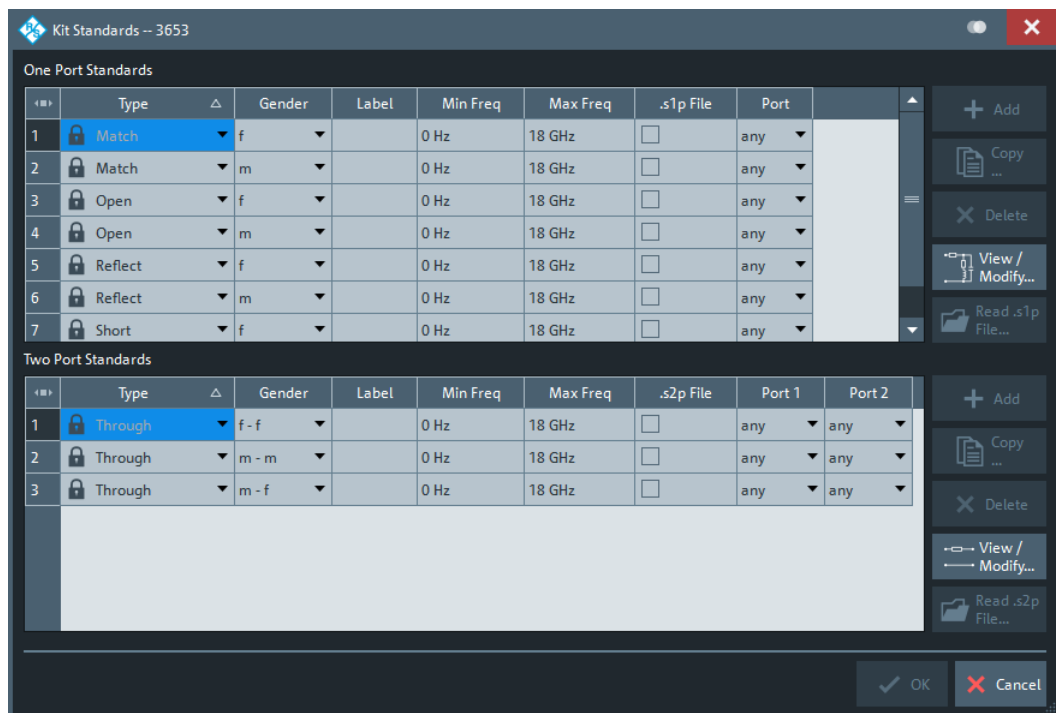 Kit Standards -- 3653
One Port Standards
Type Gender Label Min Freq Max Freq .s1p File Port
1 Match f 0 Hz 18 GHz any
2 Match m 0 Hz 18 GHz any
3 Open f 0 Hz 18 GHz any
4 Open m 0 Hz 18 GHz any
5 Reflect f 0 Hz 18 GHz any
6 Reflect m 0 Hz 18 GHz any
7 Short f 0 Hz 18 GHz any
Add
Copy
...
Delete
View /
Modify...
Read .s1p
File...
Two Port Standards
Type Gender Label Min Freq Max Freq .s2p File Port 1 Port 2
1 Through f - f 0 Hz 18 GHz any any
2 Through m - m 0 Hz 18 GHz any any
3 Through m - f 0 Hz 18 GHz any any
Add
Copy
...
Delete
View /
Modify...
Read .s2p
File...
OK Cancel